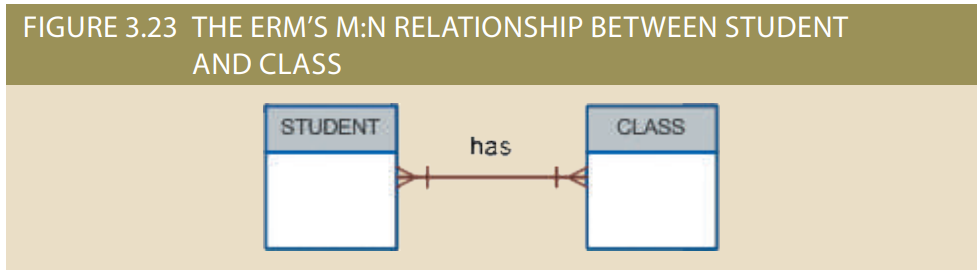 FIGURE 3.23 THE ERM'S M:N RELATIONSHIP BETWEEN STUDENT
AND CLASS
STUDENT
has
CLASS